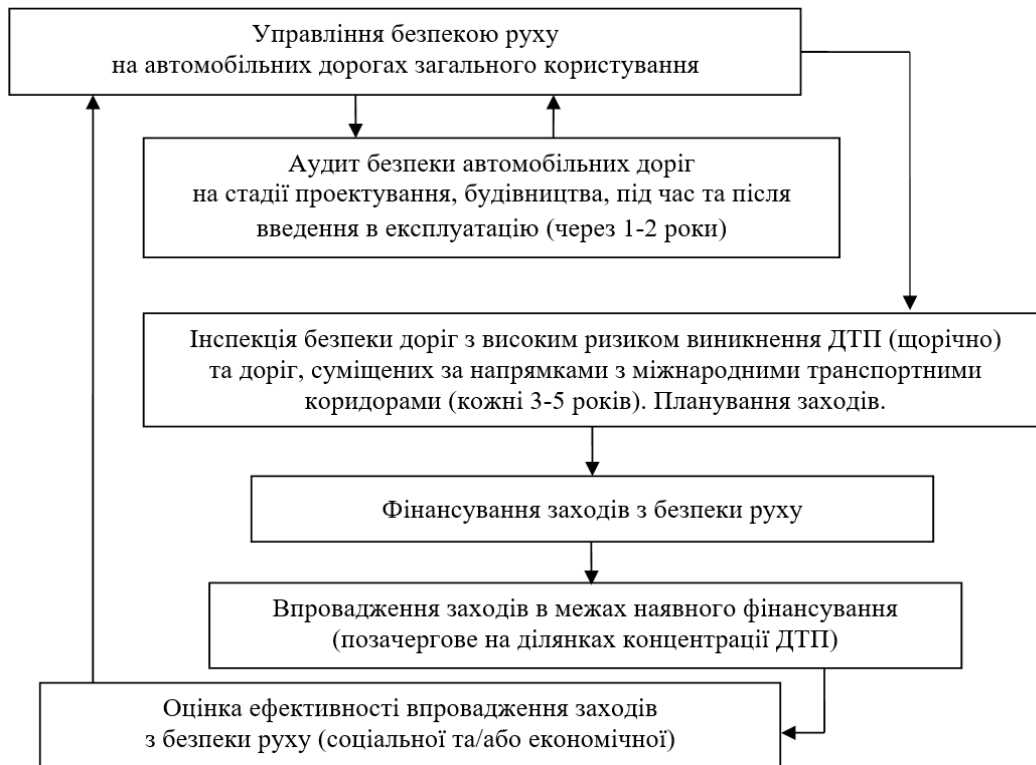 Управління безпекою руху
на автомобільних дорогах загального користування
Аудит безпеки автомобільних доріг
на стадії проектування, будівництва, під час та після
введення в експлуатацію (через 1-2 роки)
Інспекція безпеки доріг з високим ризиком виникнення ДТП (щорічно)
та доріг, суміщених за напрямками з міжнародними транспортними
коридорами (кожні 3-5 років). Планування заходів.
Фінансування заходів з безпеки руху
Впровадження заходів в межах наявного фінансування
(позачергове на ділянках концентрації ДТП)
Оцінка ефективності впровадження заходів
з безпеки руху (соціальної та/або економічної)